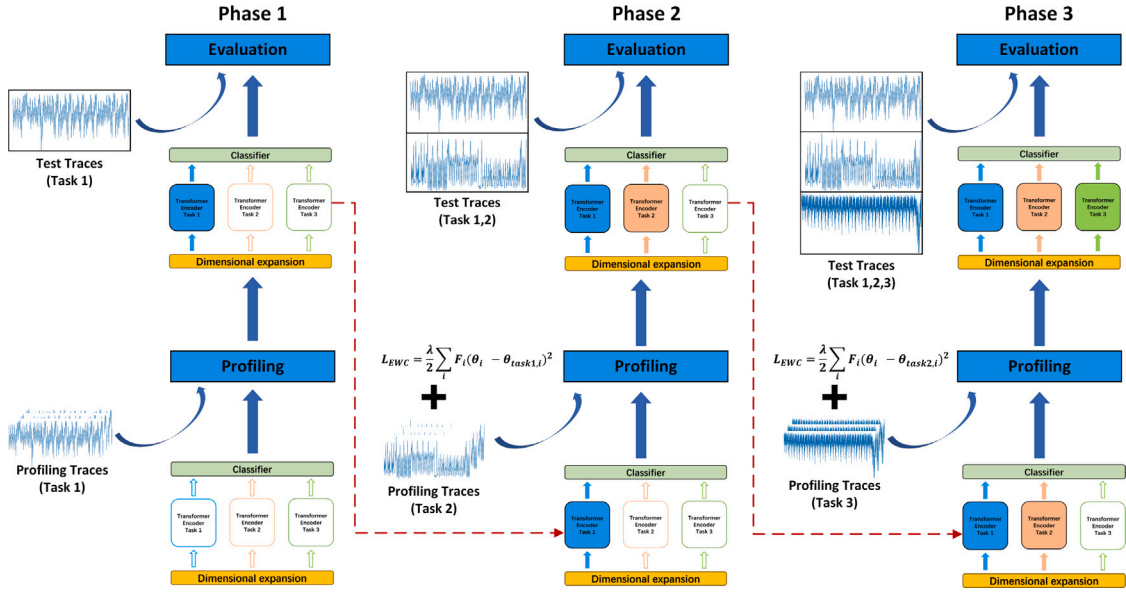 Phase 1
Evaluation
Test Traces
(Task 1)
Classifier
Transformer
Encoder
Task 1
Transformer
Encoder
Task 2
Transformer
Encoder
Task 3
Dimensional expansion
Profiling
Profiling Traces
(Task 1)
Classifier
Transformer
Encoder
Task 1
Transformer
Encoder
Task 2
Transformer
Encoder
Task 3
Dimensional expansion
Phase 2
Evaluation
Test Traces
(Task 1,2)
Classifier
Transformer
Encoder
Task 1
Transformer
Encoder
Task 2
Transformer
Encoder
Task 3
Dimensional expansion
L_EWC = λ/2 ∑_i F_i(θ_i − θ_task1,i)²
+
Profiling
Profiling Traces
(Task 2)
Classifier
Transformer
Encoder
Task 1
Transformer
Encoder
Task 2
Transformer
Encoder
Task 3
Dimensional expansion
Phase 3
Evaluation
Test Traces
(Task 1,2,3)
Classifier
Transformer
Encoder
Task 1
Transformer
Encoder
Task 2
Transformer
Encoder
Task 3
Dimensional expansion
L_EWC = λ/2 ∑_i F_i(θ_i − θ_task2,i)²
+
Profiling
Profiling Traces
(Task 3)
Classifier
Transformer
Encoder
Task 1
Transformer
Encoder
Task 2
Transformer
Encoder
Task 3
Dimensional expansion